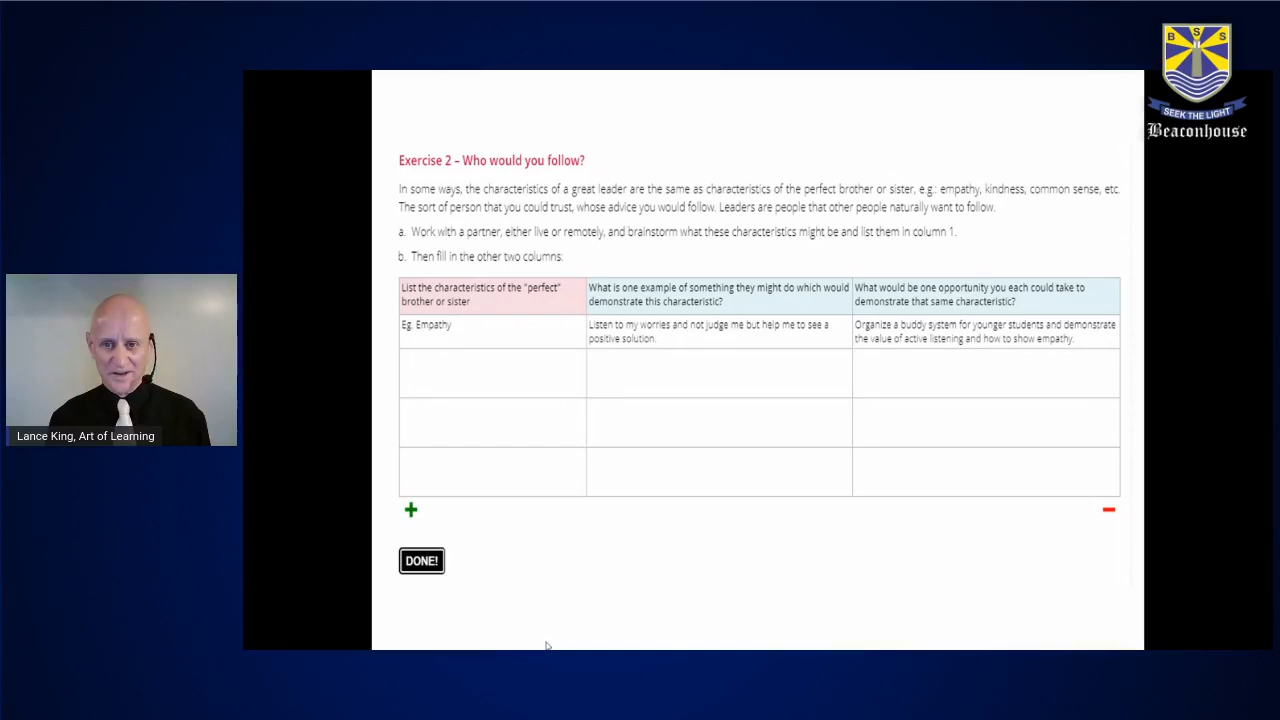 B S S
SEEK THE LIGHT
Beaconhouse
Exercise 2 – Who would you follow?
In some ways, the characteristics of a great leader are the same as characteristics of the perfect brother or sister, e.g.: empathy, kindness, common sense, etc.
The sort of person that you could trust, whose advice you would follow. Leaders are people that other people naturally want to follow.
a. Work with a partner, either live or remotely, and brainstorm what these characteristics might be and list them in column 1.
b. Then fill in the other two columns:
List the characteristics of the "perfect"
brother or sister
What is one example of something they might do which would
demonstrate this characteristic?
What would be one opportunity you each could take to
demonstrate that same characteristic?
Eg. Empathy
Listen to my worries and not judge me but help me to see a
positive solution.
Organize a buddy system for younger students and demonstrate
the value of active listening and how to show empathy.
DONE!
Lance King, Art of Learning